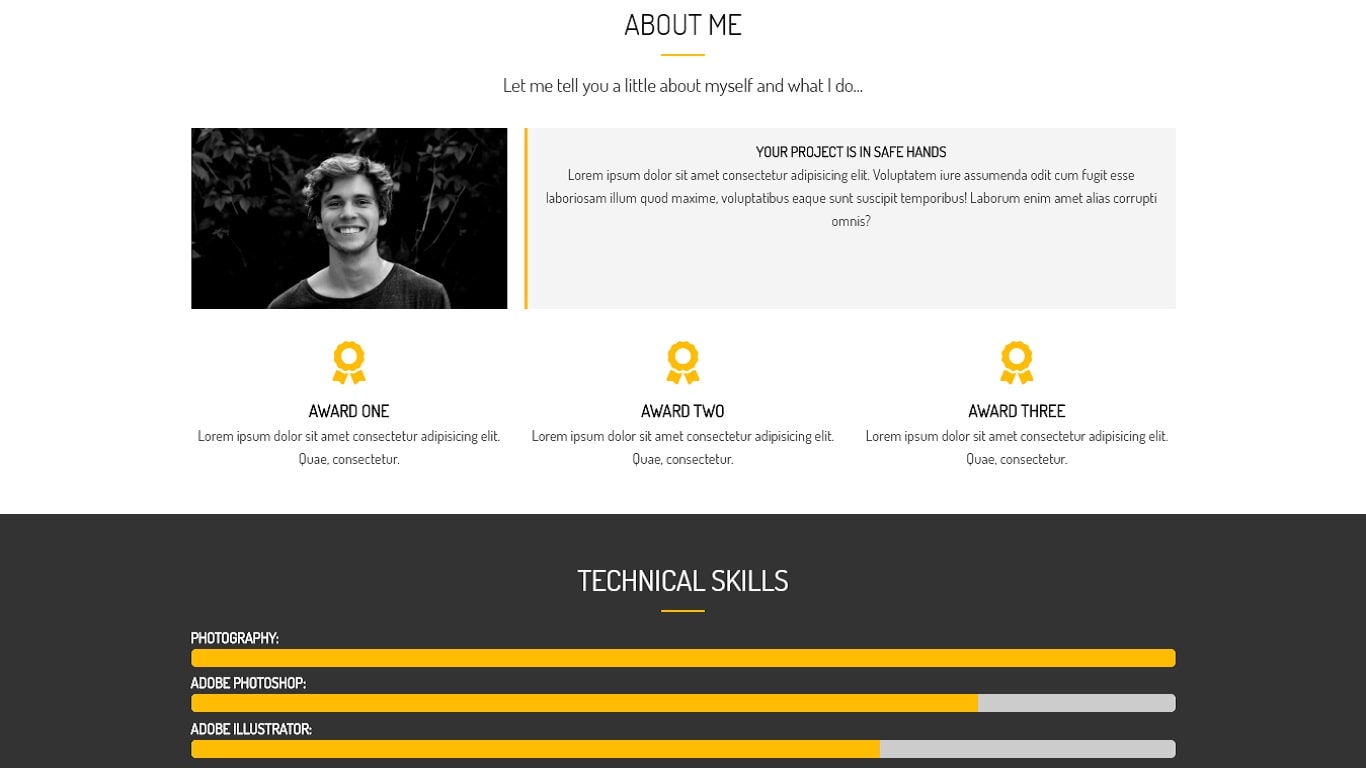 ABOUT ME
Let me tell you a little about myself and what I do...
YOUR PROJECT IS IN SAFE HANDS
Lorem ipsum dolor sit amet consectetur adipisicing elit. Voluptatem iure assumenda odit cum fugit esse
laboriosam illum quod maxime, voluptatibus eaque sunt suscipit temporibus! Laborum enim amet alias corrupti
omnis?
AWARD ONE
Lorem ipsum dolor sit amet consectetur adipisicing elit.
Quae, consectetur.
AWARD TWO
Lorem ipsum dolor sit amet consectetur adipisicing elit.
Quae, consectetur.
AWARD THREE
Lorem ipsum dolor sit amet consectetur adipisicing elit.
Quae, consectetur.
TECHNICAL SKILLS
PHOTOGRAPHY:
ADOBE PHOTOSHOP:
ADOBE ILLUSTRATOR: